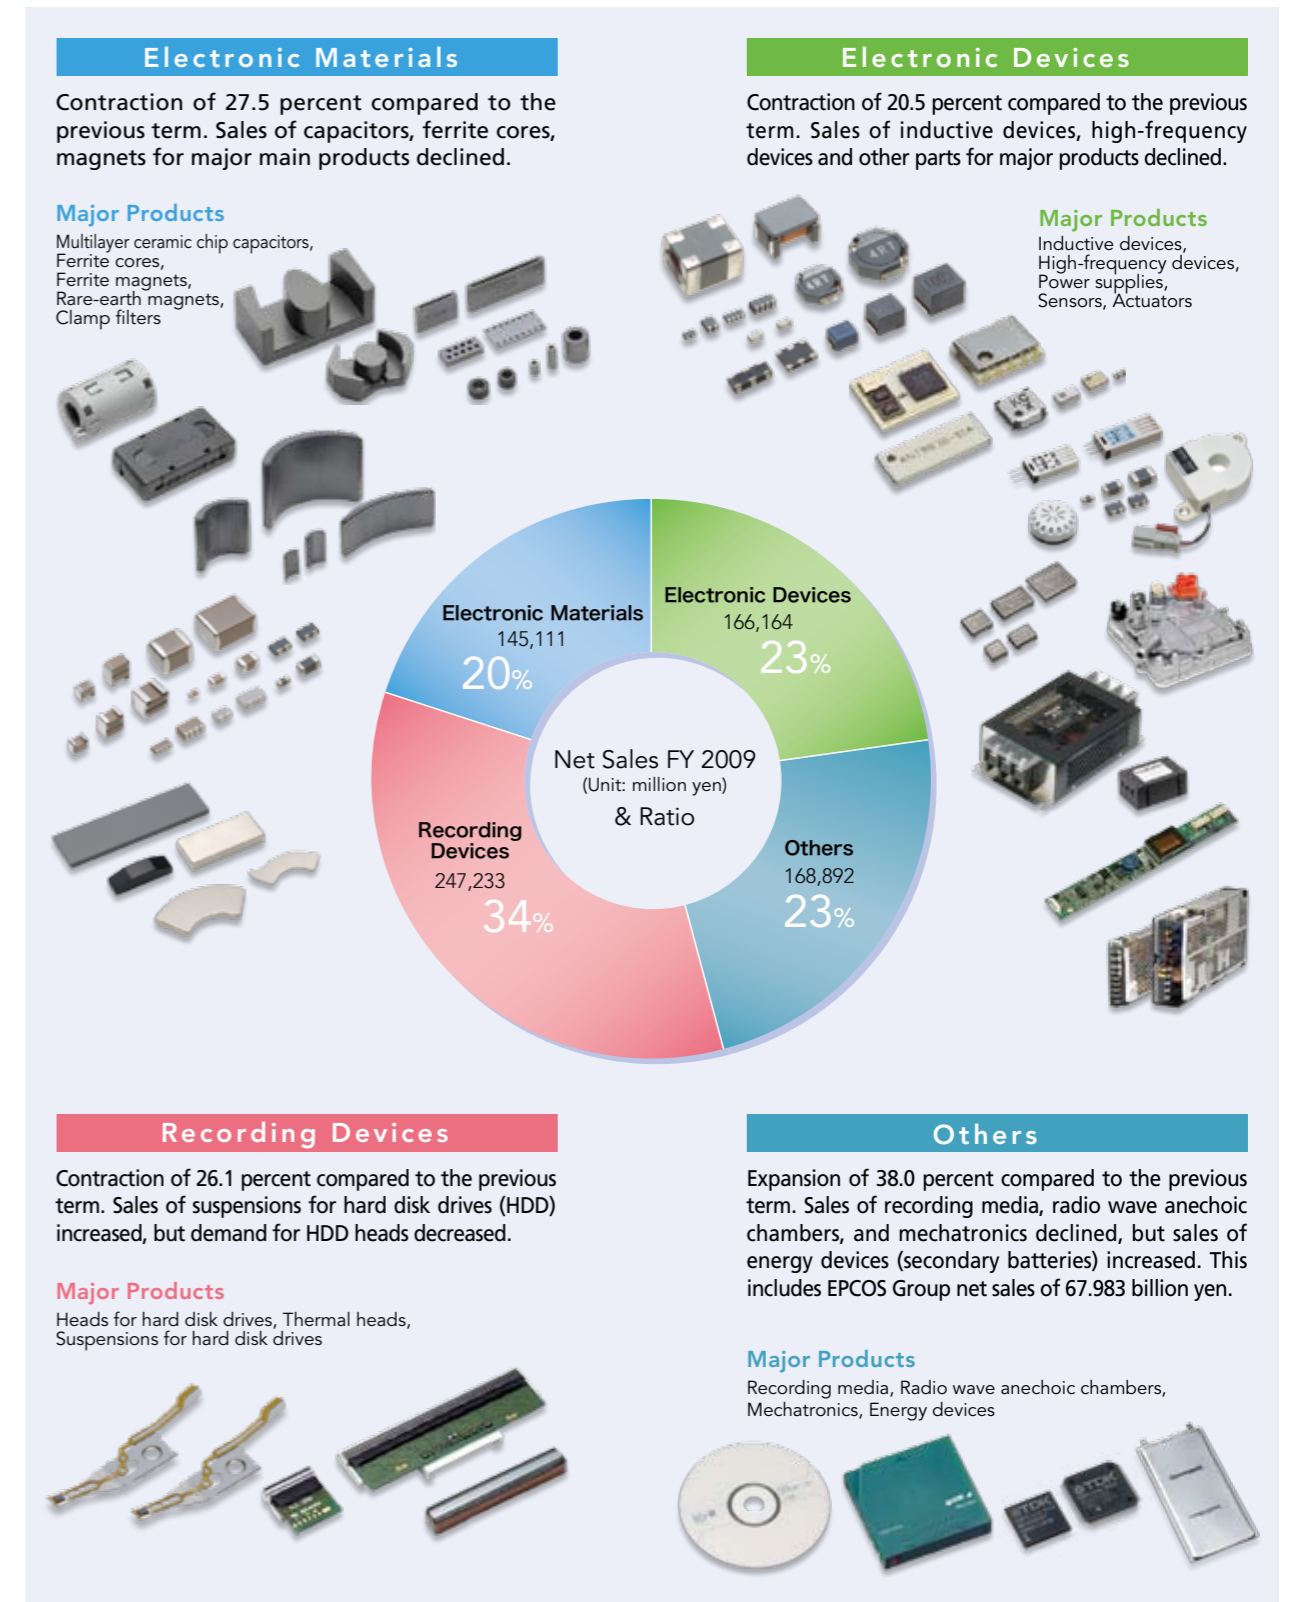 Electronic Materials
Contraction of 27.5 percent compared to the
previous term. Sales of capacitors, ferrite cores,
magnets for major main products declined.
Major Products
Multilayer ceramic chip capacitors,
Ferrite cores,
Ferrite magnets,
Rare-earth magnets,
Clamp filters
Electronic Devices
Contraction of 20.5 percent compared to the previous
term. Sales of inductive devices, high-frequency
devices and other parts for major products declined.
Major Products
Inductive devices,
High-frequency devices,
Power supplies,
Sensors, Actuators
4R7
4R7
100
Electronic Materials
145,111
20%
Electronic Devices
166,164
23%
Net Sales FY 2009
(Unit: million yen)
& Ratio
Recording
Devices
247,233
34%
Others
168,892
23%
Recording Devices
Contraction of 26.1 percent compared to the previous
term. Sales of suspensions for hard disk drives (HDD)
increased, but demand for HDD heads decreased.
Major Products
Heads for hard disk drives, Thermal heads,
Suspensions for hard disk drives
Others
Expansion of 38.0 percent compared to the previous
term. Sales of recording media, radio wave anechoic
chambers, and mechatronics declined, but sales of
energy devices (secondary batteries) increased. This
includes EPCOS Group net sales of 67.983 billion yen.
Major Products
Recording media, Radio wave anechoic chambers,
Mechatronics, Energy devices
TDK
TDK